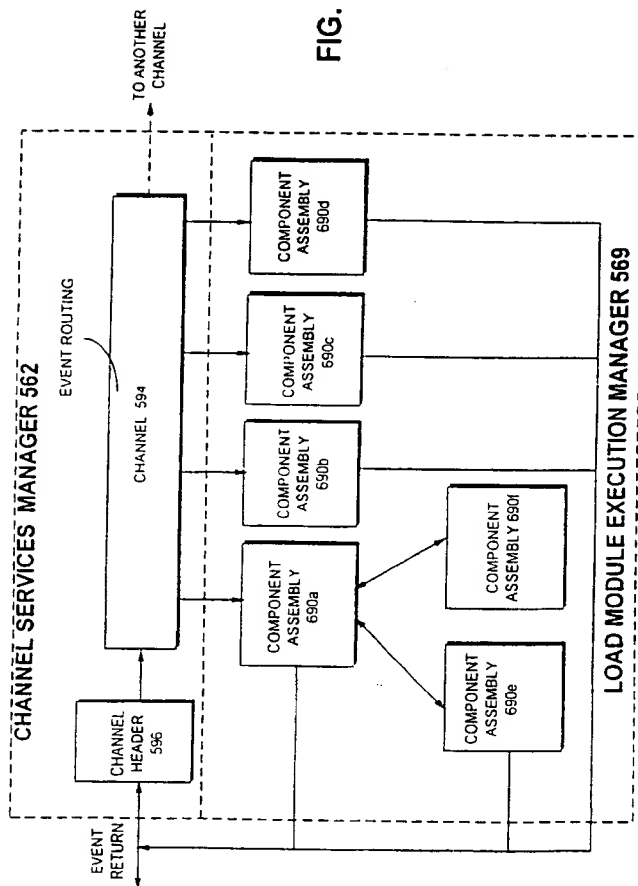 CHANNEL SERVICES MANAGER 562
EVENT
RETURN
CHANNEL
HEADER
596
EVENT ROUTING
CHANNEL 594
TO ANOTHER
CHANNEL
COMPONENT
ASSEMBLY
690a
COMPONENT
ASSEMBLY
690b
COMPONENT
ASSEMBLY
690c
COMPONENT
ASSEMBLY
690d
COMPONENT
ASSEMBLY
690e
COMPONENT
ASSEMBLY 690f
LOAD MODULE EXECUTION MANAGER 569
FIG.